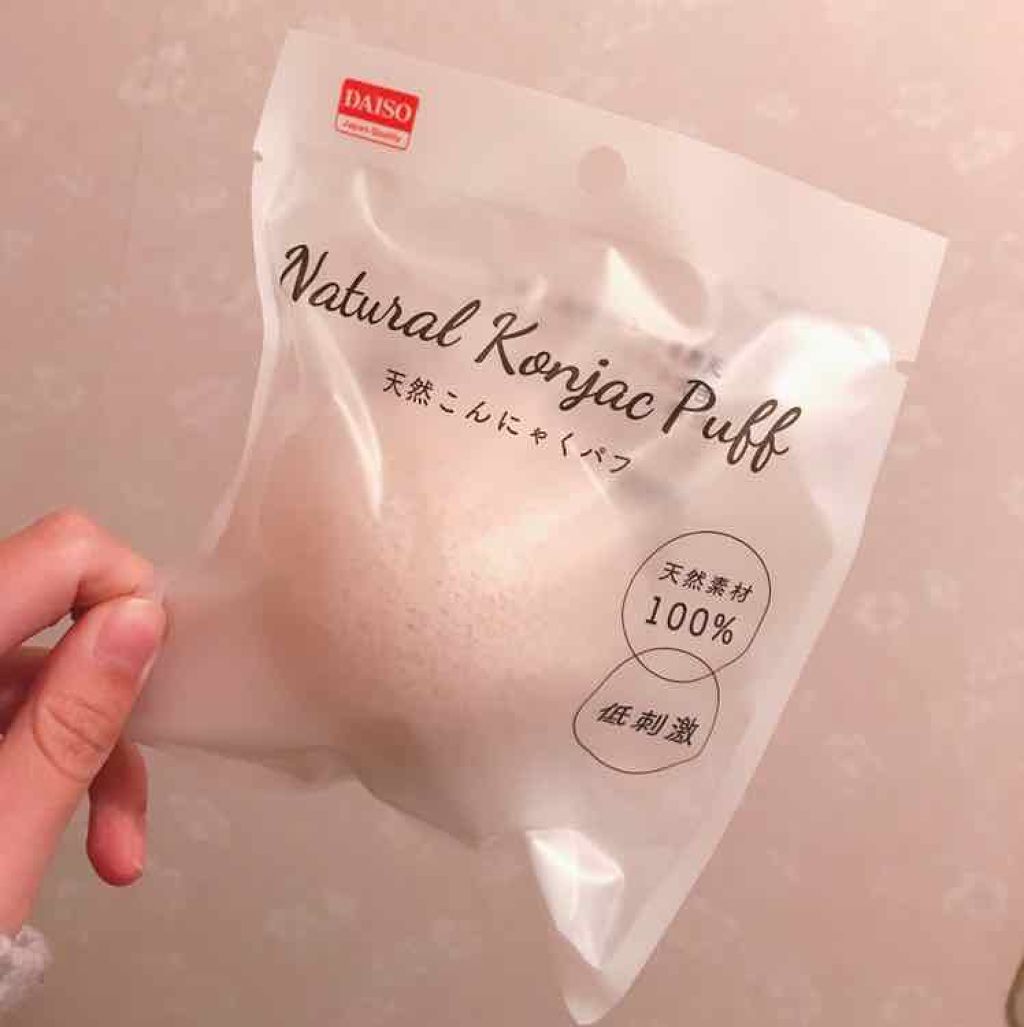 DAISO
Japan Quality
Natural Konjac Puff
天然こんにゃくパフ
天然素材
100%
低刺激